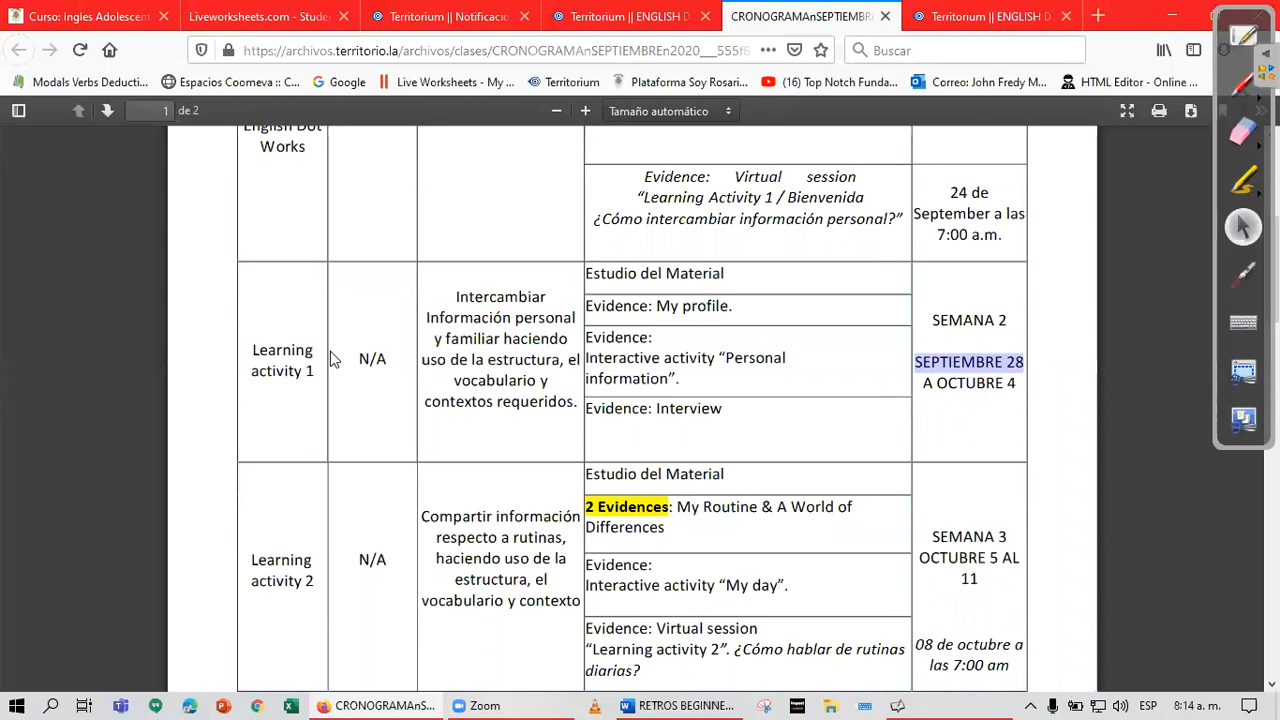 Curso: Ingles Adolescent
Liveworksheets.com - Stude
Territorium || Notificacio
Territorium || ENGLISH D
CRONOGRAMAnSEPTIEMBRE
Territorium || ENGLISH D
https://archivos.territorio.la/archivos/clases/CRONOGRAMAnSEPTIEMBREn2020___555f6
Buscar
Modals Verbs Deducti...
Espacios Coomeva | ...
Google
Live Worksheets - My ...
Territorium
Plataforma Soy Rosari...
(16) Top Notch Funda...
Correo: John Fredy M...
HTML Editor - Online ...
1 de 2
Tamaño automático
English Dot
Works
Evidence: Virtual session
“Learning Activity 1 / Bienvenida
¿Cómo intercambiar información personal?”
24 de
September a las
7:00 a.m.
Learning
activity 1
N/A
Intercambiar
Información personal
y familiar haciendo
uso de la estructura, el
vocabulario y
contextos requeridos.
Estudio del Material
Evidence: My profile.
Evidence:
Interactive activity “Personal
information”.
Evidence: Interview
SEMANA 2
SEPTIEMBRE 28
A OCTUBRE 4
Learning
activity 2
N/A
Compartir información
respecto a rutinas,
haciendo uso de la
estructura, el
vocabulario y contexto
Estudio del Material
2 Evidences: My Routine & A World of
Differences
Evidence:
Interactive activity “My day”.
Evidence: Virtual session
“Learning activity 2”. ¿Cómo hablar de rutinas
diarias?
SEMANA 3
OCTUBRE 5 AL
11
08 de octubre a
las 7:00 am
CRONOGRAMAnS...
Zoom
RETROS BEGINNE...
ESP
8:14 a. m.